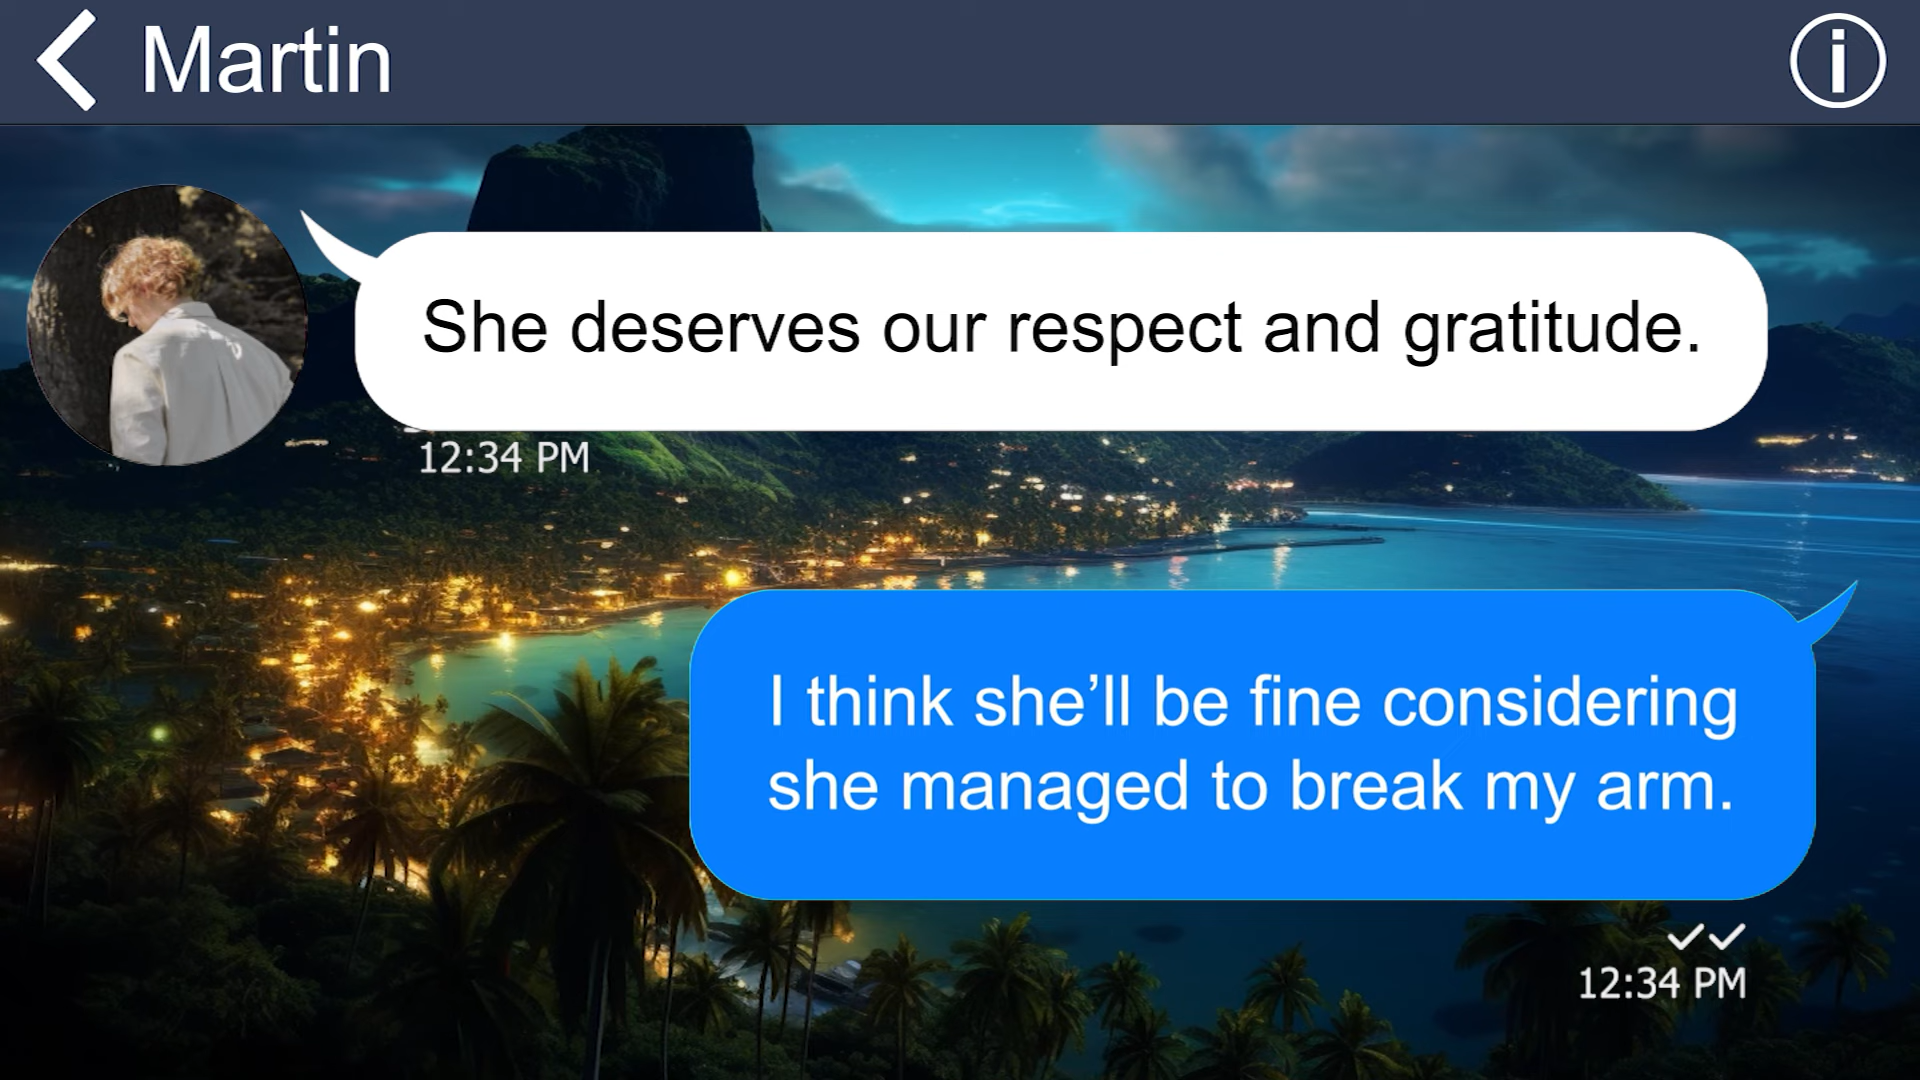 Martin
She deserves our respect and gratitude.
12:34 PM
I think she’ll be fine considering
she managed to break my arm.
12:34 PM